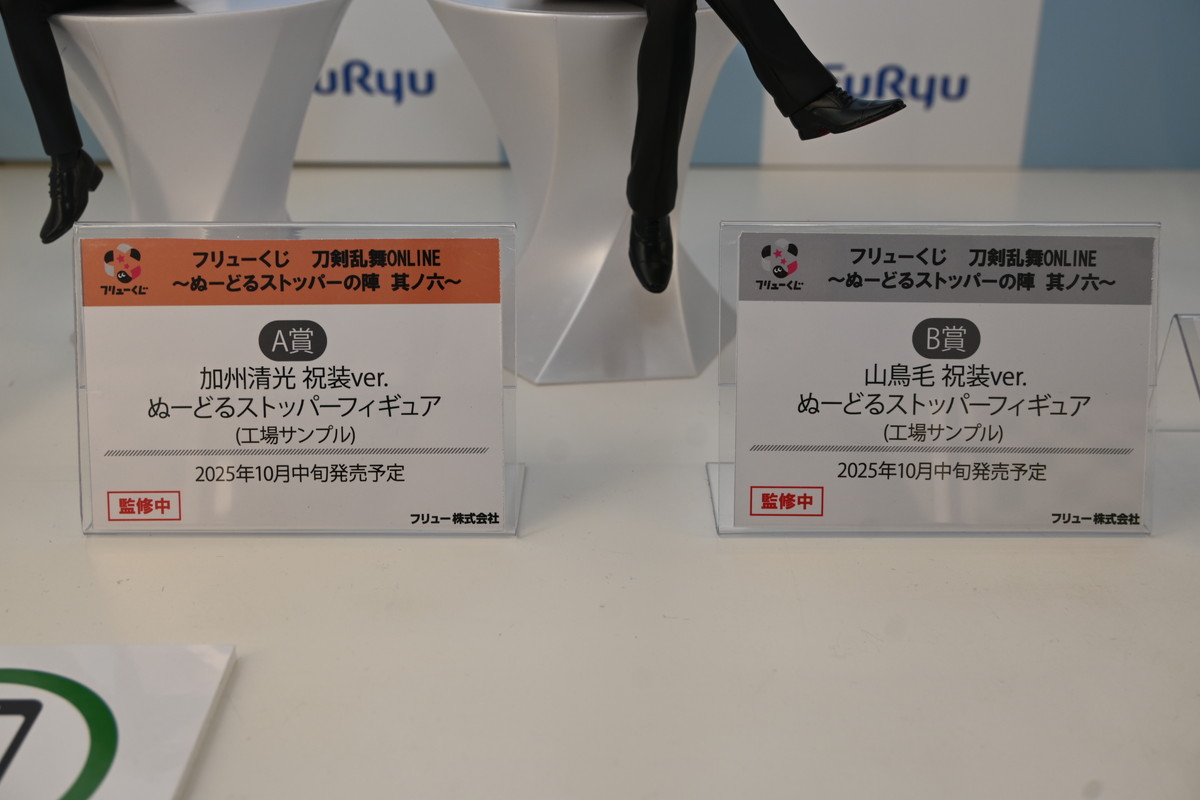 uRyu
uRyu
フリューくじ
フリューくじ 刀剣乱舞ONLINE
～ぬーどるストッパーの陣 其ノ六～
A賞
加州清光 祝装ver.
ぬーどるストッパーフィギュア
(工場サンプル)
2025年10月中旬発売予定
監修中
フリュー株式会社
フリューくじ
フリューくじ 刀剣乱舞ONLINE
～ぬーどるストッパーの陣 其ノ六～
B賞
山鳥毛 祝装ver.
ぬーどるストッパーフィギュア
(工場サンプル)
2025年10月中旬発売予定
監修中
フリュー株式会社